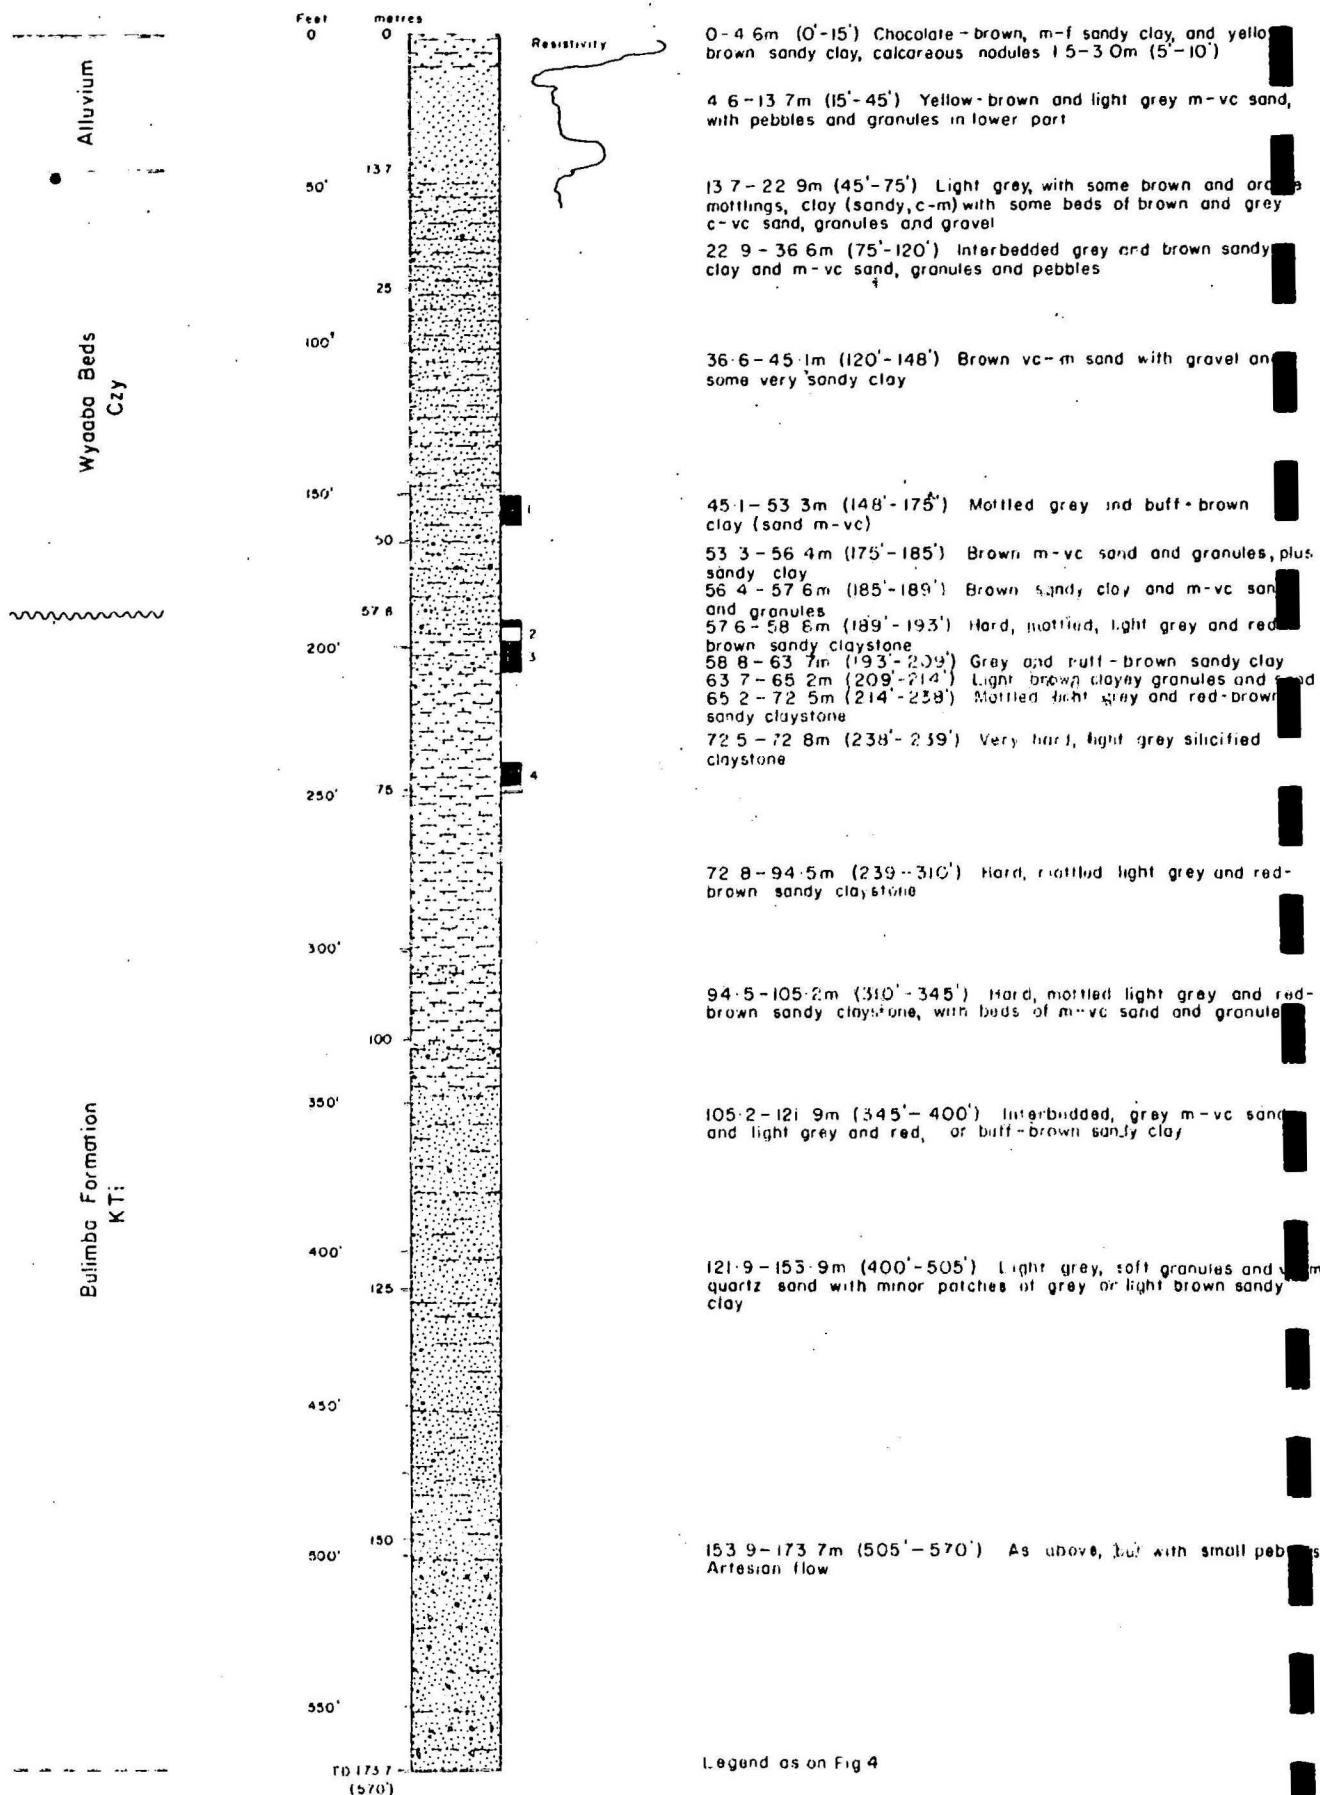 Feet metres
0 0
Resistivity
Alluvium
13 7
50'
25
100'
Wyaaba Beds
Czy
150'
1
50
57 6
2
200'
3
4
75
250'
300'
100
350'
Bulimba Formation
KTi
400'
125
450'
150
500'
550'
TD 173 7
(570')
0-4 6m (0'-15') Chocolate-brown, m-f sandy clay, and
brown sandy clay, calcareous nodules 1 5-3 0m (5'-10')
4 6-13 7m (15'-45') Yellow-brown and light grey m-vc sand,
with pebbles and granules in lower part
13 7-22 9m (45'-75') Light grey, with some brown and
mottlings, clay (sandy, c-m) with some beds of brown and grey
c-vc sand, granules and gravel
22 9-36 6m (75'-120') Interbedded grey and brown sandy
clay and m-vc sand, granules and pebbles
36·6-45·1m (120'-148') Brown vc-m sand with gravel and
some very sandy clay
45·1-53 3m (148'-175') Mottled grey and buff-brown
clay (sand m-vc)
53 3-56 4m (175'-185') Brown m-vc sand and granules, plus
sandy clay
56 4-57 6m (185'-189') Brown sandy clay and m-vc sand
and granules
57 6-58 8m (189'-193') Hard, mottled, light grey and red
brown sandy claystone
58 8-63 7m (193'-209') Grey and buff-brown sandy clay
63 7-65 2m (209'-214') Light brown clayey granules and sand
65 2-72 5m (214'-238') Mottled light grey and red-brown
sandy claystone
72 5-72 8m (238'-239') Very hard, light grey silicified
claystone
72 8-94·5m (239-310') Hard, mottled light grey and red-
brown sandy claystone
94·5-105·2m (310'-345') Hard, mottled light grey and red-
brown sandy claystone, with beds of m-vc sand and granule
105·2-121 9m (345'-400') Interbedded, grey m-vc sand
and light grey and red, or buff-brown sandy clay
121·9-153·9m (400'-505') Light grey, soft granules and
quartz sand with minor patches of grey or light brown sandy
clay
153 9-173 7m (505'-570') As above, but with small
Artesian flow
Legend as on Fig 4